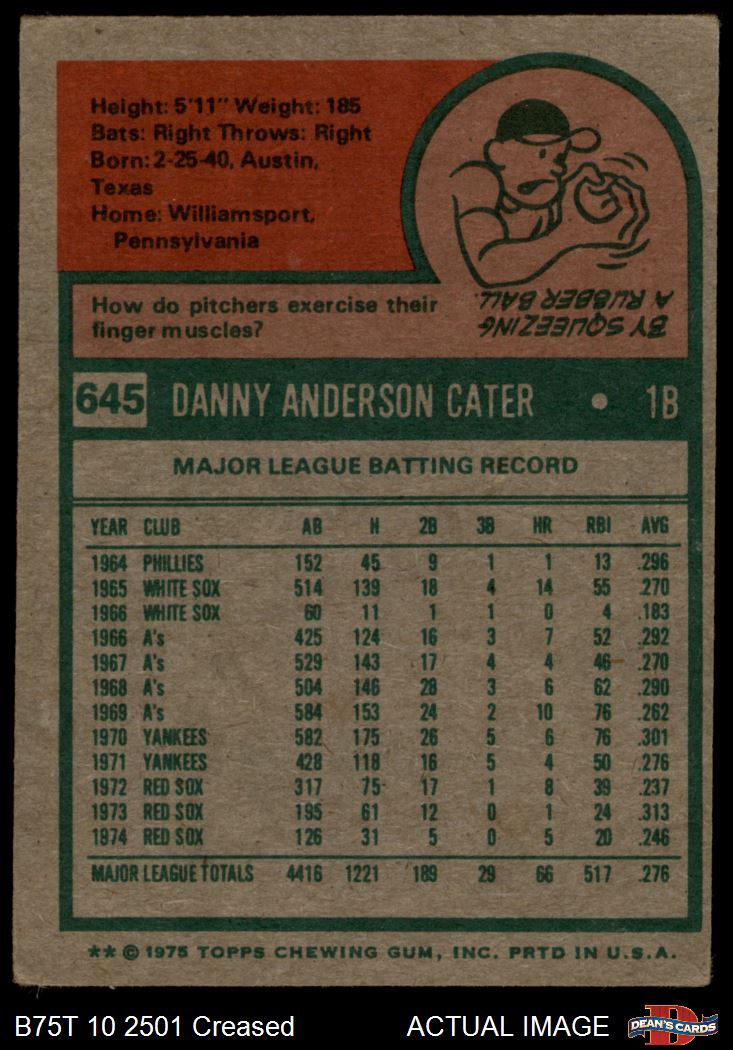 Height: 5'11" Weight: 185
Bats: Right Throws: Right
Born: 2-25-40, Austin,
Texas
Home: Williamsport,
Pennsylvania
How do pitchers exercise their
finger muscles?
BY SQUEEZING
A RUBBER BALL.
645 DANNY ANDERSON CATER • 1B
MAJOR LEAGUE BATTING RECORD
YEAR CLUB AB H 2B 3B HR RBI AVG
1964 PHILLIES 152 45 9 1 1 13 .296
1965 WHITE SOX 514 139 18 4 14 55 .270
1966 WHITE SOX 60 11 1 1 0 4 .183
1966 A's 425 124 16 3 7 52 .292
1967 A's 529 143 17 4 4 46 .270
1968 A's 504 146 28 3 6 62 .290
1969 A's 584 153 24 2 10 76 .262
1970 YANKEES 582 175 26 5 6 76 .301
1971 YANKEES 428 118 16 5 4 50 .276
1972 RED SOX 317 75 17 1 8 39 .237
1973 RED SOX 195 61 12 0 1 24 .313
1974 RED SOX 126 31 5 0 5 20 .246
MAJOR LEAGUE TOTALS 4416 1221 189 29 66 517 .276
** © 1975 TOPPS CHEWING GUM, INC. PRTD IN U.S.A.
B75T 10 2501 Creased ACTUAL IMAGE DEAN'S CARDS